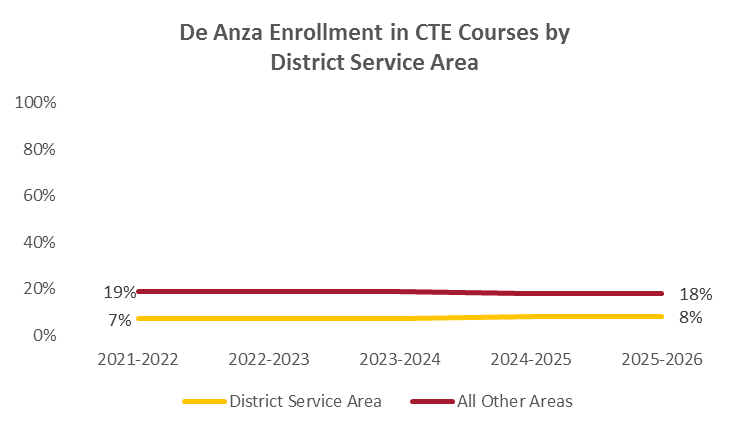 De Anza Enrollment in CTE Courses by
District Service Area
100%
80%
60%
40%
20%
0%
19%
18%
7%
8%
2021-2022 2022-2023 2023-2024 2024-2025 2025-2026
District Service Area All Other Areas